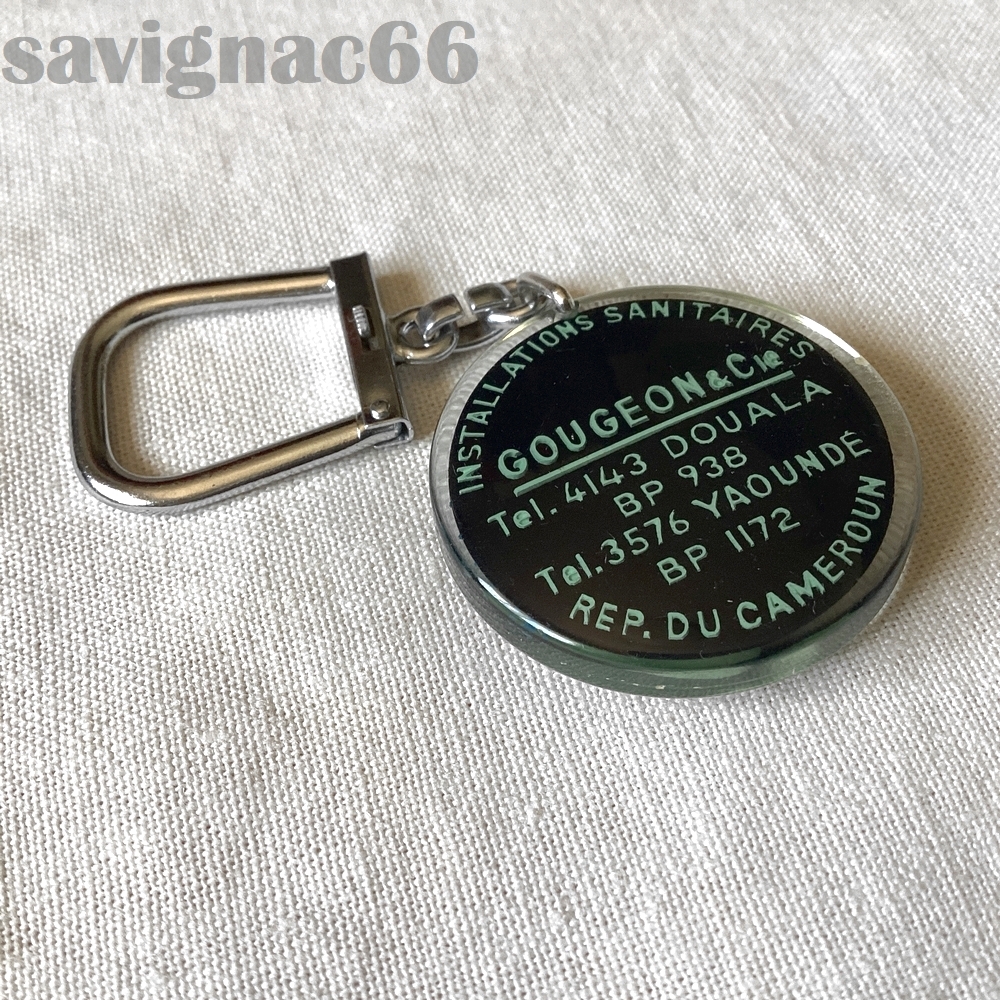 savignac66
INSTALLATIONS SANITAIRES
GOUGEON & Cie
Tel. 4143 DOUALA
BP 938
Tel. 3576 YAOUNDÉ
BP 1172
REP. DU CAMEROUN